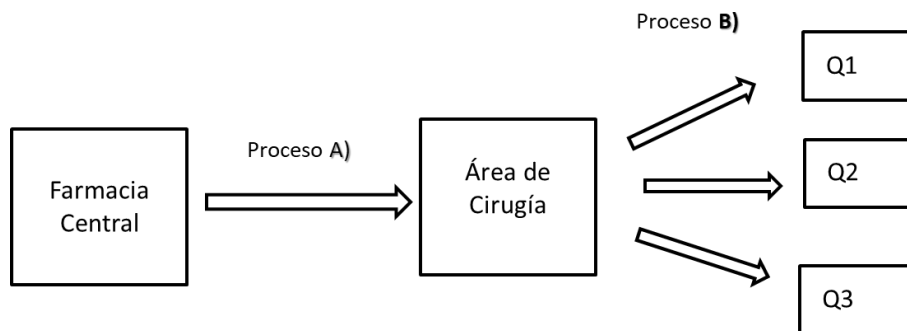 Proceso B)
Q1
Proceso A)
Farmacia
Central
Área de
Cirugía
Q2
Q3